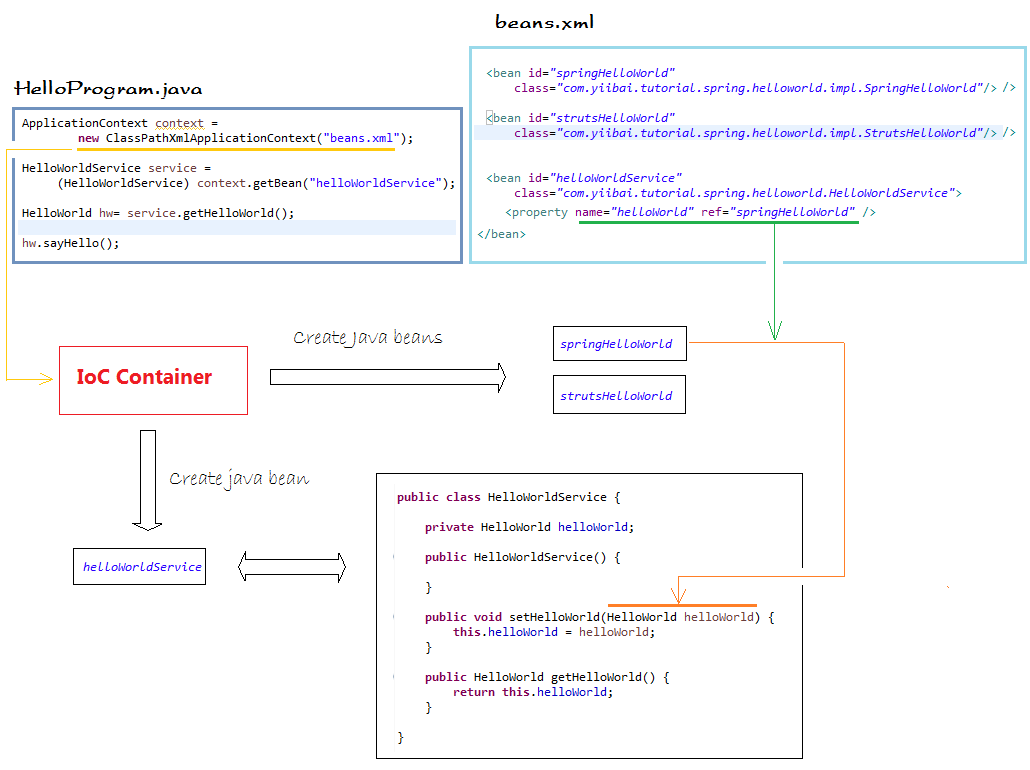 beans.xml
<bean id="springHelloWorld"
class="com.yiibai.tutorial.spring.helloworld.impl.SpringHelloWorld"/> />
<bean id="strutsHelloWorld"
class="com.yiibai.tutorial.spring.helloworld.impl.StrutsHelloWorld"/> />
<bean id="helloWorldService"
class="com.yiibai.tutorial.spring.helloworld.HelloWorldService">
<property name="helloWorld" ref="springHelloWorld" />
</bean>
HelloProgram.java
ApplicationContext context =
new ClassPathXmlApplicationContext("beans.xml");
HelloWorldService service =
(HelloWorldService) context.getBean("helloWorldService");
HelloWorld hw= service.getHelloWorld();
hw.sayHello();
IoC Container
Create Java beans
springHelloWorld
strutsHelloWorld
Create java bean
helloWorldService
public class HelloWorldService {
private HelloWorld helloWorld;
public HelloWorldService() {
}
public void setHelloWorld(HelloWorld helloWorld) {
this.helloWorld = helloWorld;
}
public HelloWorld getHelloWorld() {
return this.helloWorld;
}
}